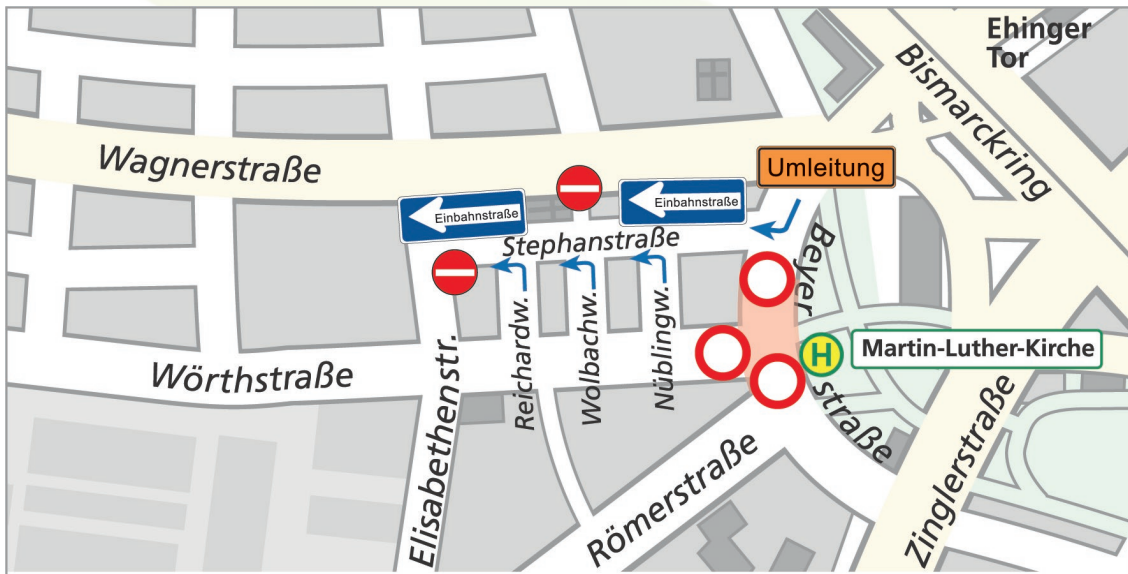 Ehinger
Tor
Bismarckring
Wagnerstraße
Umleitung
Einbahnstraße
Einbahnstraße
Stephanstraße
Beyer
straße
H
Martin-Luther-Kirche
Wörthstraße
Elisabethenstr.
Reichardw.
Wolbachw.
Nüblingw.
Römerstraße
Zinglerstraße